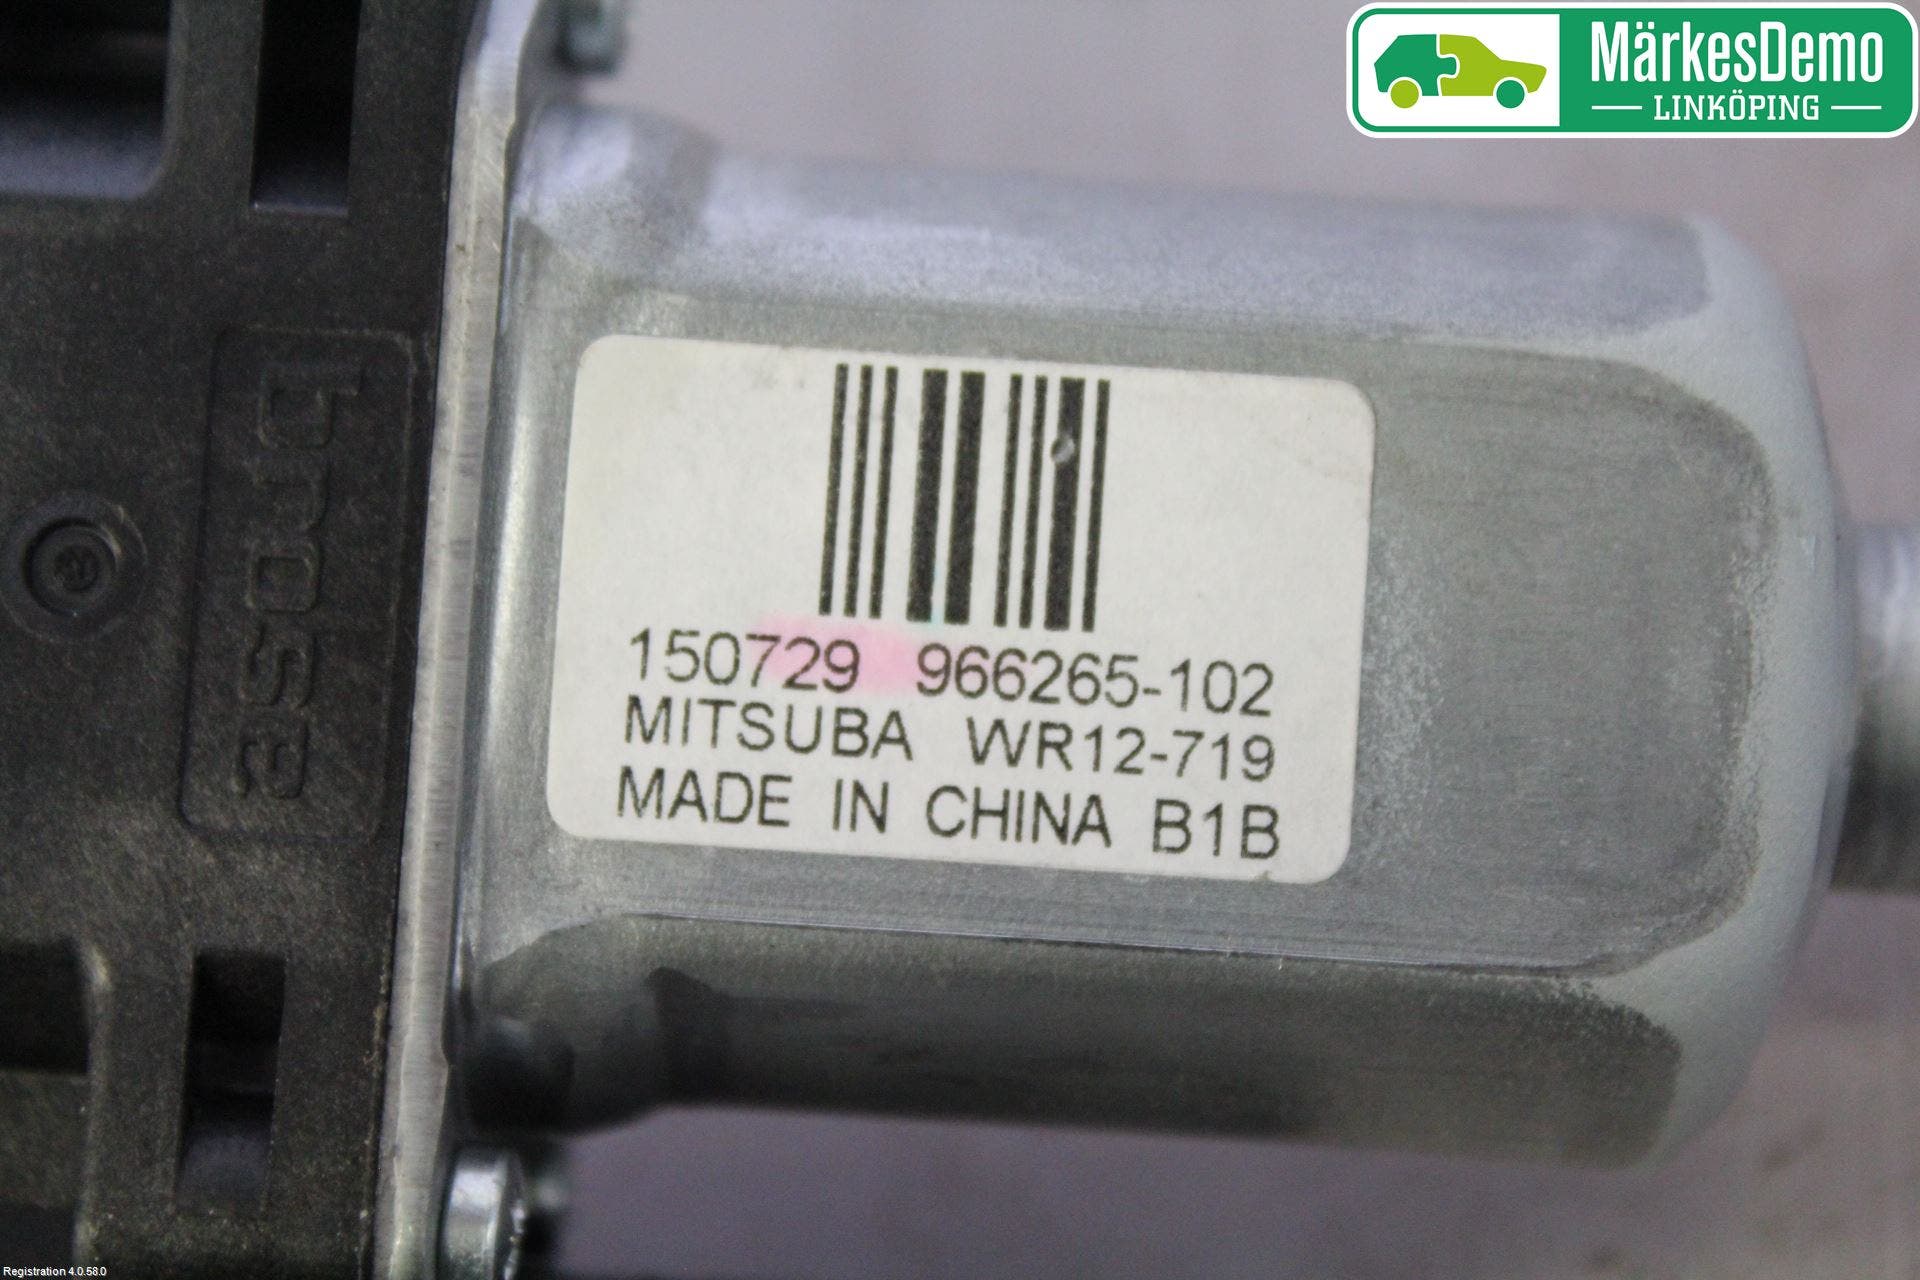 MärkesDemo
LINKÖPING
brose
e
150729 966265-102
MITSUBA WR12-719
MADE IN CHINA B1B
Registration 4.0.58.0